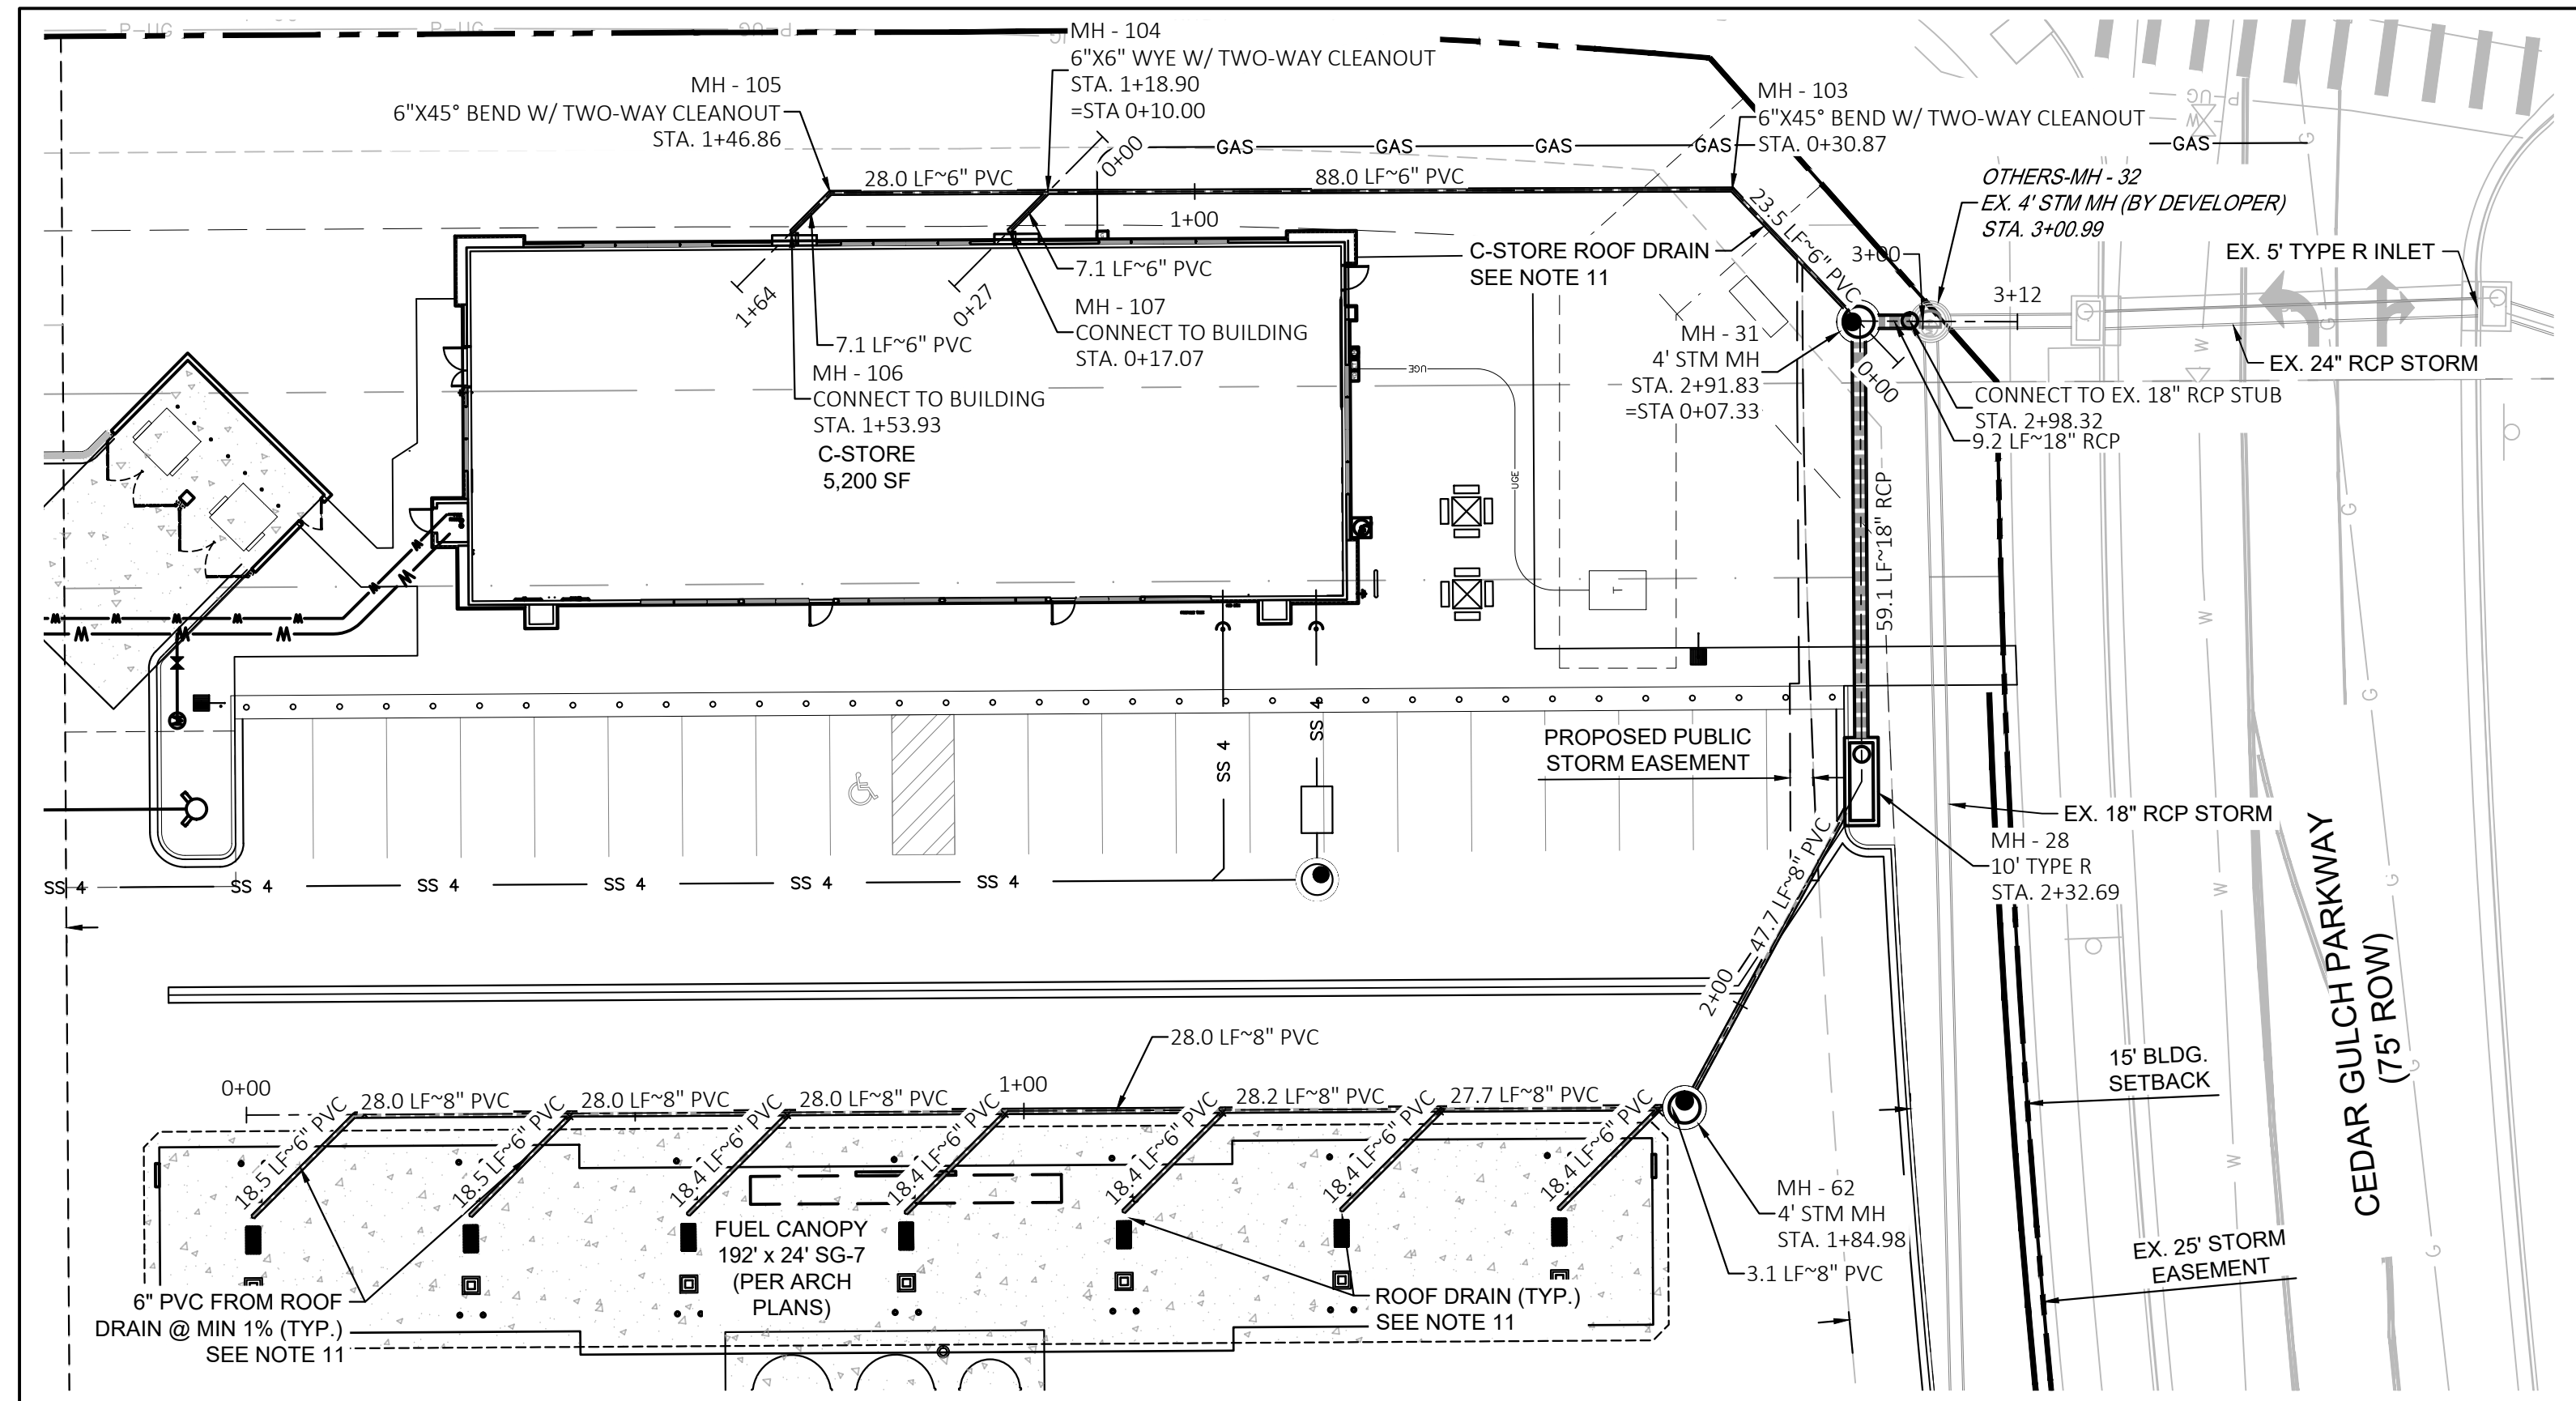 P-UG
P-UG
MH - 104
6"X6" WYE W/ TWO-WAY CLEANOUT
STA. 1+18.90
=STA 0+10.00
MH - 105
6"X45° BEND W/ TWO-WAY CLEANOUT
STA. 1+46.86
MH - 103
6"X45° BEND W/ TWO-WAY CLEANOUT
STA. 0+30.87
P-UG
W
GAS
GAS
GAS
GAS
GAS
G
0+00
28.0 LF~6" PVC
88.0 LF~6" PVC
1+00
23.5 LF~6" PVC
OTHERS-MH - 32
EX. 4' STM MH (BY DEVELOPER)
STA. 3+00.99
C-STORE ROOF DRAIN
SEE NOTE 11
3+00
EX. 5' TYPE R INLET
3+12
7.1 LF~6" PVC
1+64
0+27
MH - 107
CONNECT TO BUILDING
STA. 0+17.07
7.1 LF~6" PVC
MH - 106
CONNECT TO BUILDING
STA. 1+53.93
C-STORE
5,200 SF
MH - 31
4' STM MH
STA. 2+91.83
=STA 0+07.33
0+00
G
W
EX. 24" RCP STORM
CONNECT TO EX. 18" RCP STUB
STA. 2+98.32
9.2 LF~18" RCP
UGE
UGE
T
59.1 LF~18" RCP
G
W
G
W W W W W W
W W W W
SS 4
SS 4
PROPOSED PUBLIC
STORM EASEMENT
EX. 18" RCP STORM
MH - 28
10' TYPE R
STA. 2+32.69
SS 4
SS 4
SS 4
SS 4
SS 4
SS 4
47.7 LF~8" PVC
2+00
W
G
CEDAR GULCH PARKWAY
(75' ROW)
G
28.0 LF~8" PVC
0+00
1+00
28.0 LF~8" PVC
28.0 LF~8" PVC
28.0 LF~8" PVC
28.2 LF~8" PVC
27.7 LF~8" PVC
15' BLDG.
SETBACK
G
W
18.5 LF~6" PVC
18.5 LF~6" PVC
18.4 LF~6" PVC
18.4 LF~6" PVC
18.4 LF~6" PVC
18.4 LF~6" PVC
18.4 LF~6" PVC
MH - 62
4' STM MH
STA. 1+84.98
3.1 LF~8" PVC
FUEL CANOPY
192' x 24' SG-7
(PER ARCH
PLANS)
EX. 25' STORM
EASEMENT
G
6" PVC FROM ROOF
DRAIN @ MIN 1% (TYP.)
SEE NOTE 11
ROOF DRAIN (TYP.)
SEE NOTE 11